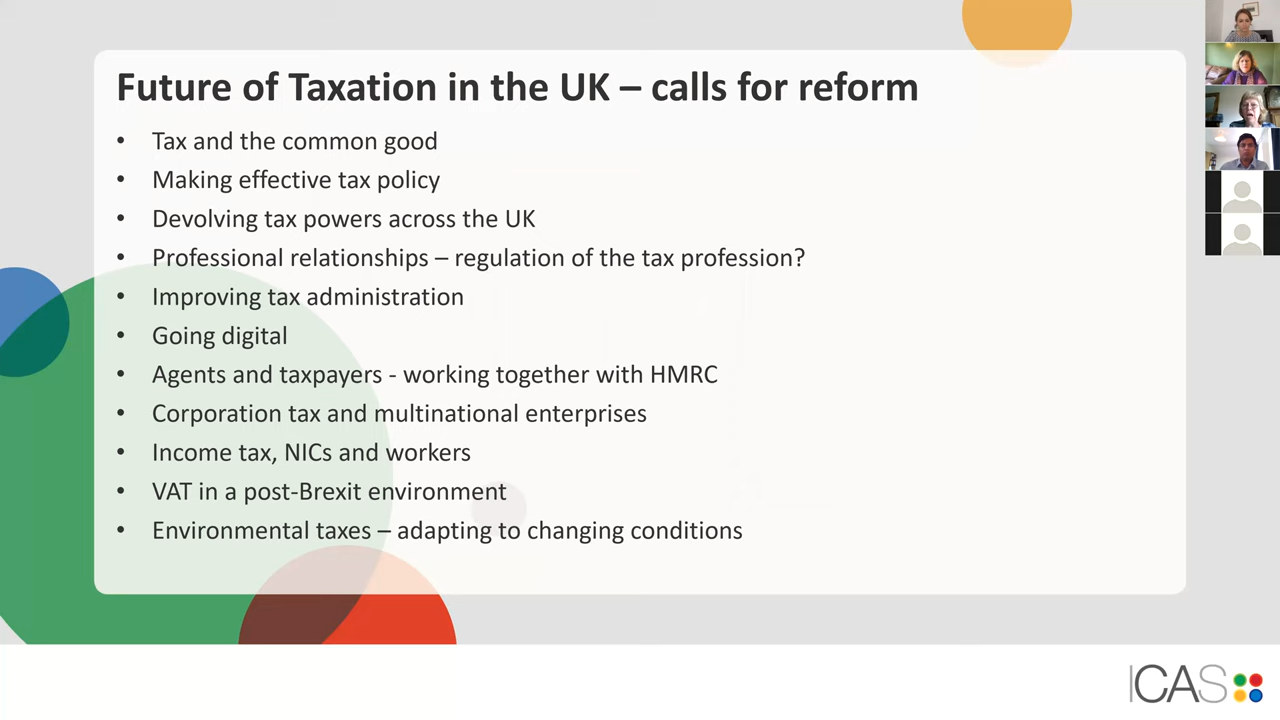 Future of Taxation in the UK – calls for reform
• Tax and the common good
• Making effective tax policy
• Devolving tax powers across the UK
• Professional relationships – regulation of the tax profession?
• Improving tax administration
• Going digital
• Agents and taxpayers - working together with HMRC
• Corporation tax and multinational enterprises
• Income tax, NICs and workers
• VAT in a post-Brexit environment
• Environmental taxes – adapting to changing conditions
ICAS